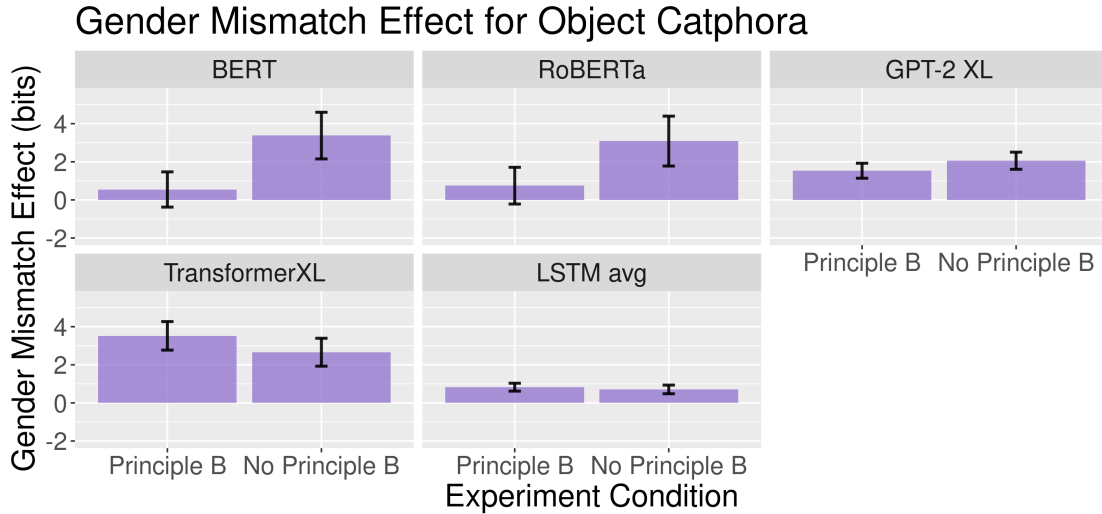 Gender Mismatch Effect for Object Catphora
Gender Mismatch Effect (bits)
BERT
RoBERTa
GPT-2 XL
4
2
0
-2
Principle B No Principle B
TransformerXL
LSTM avg
4
2
0
-2
Principle B No Principle B
Principle B No Principle B
Experiment Condition